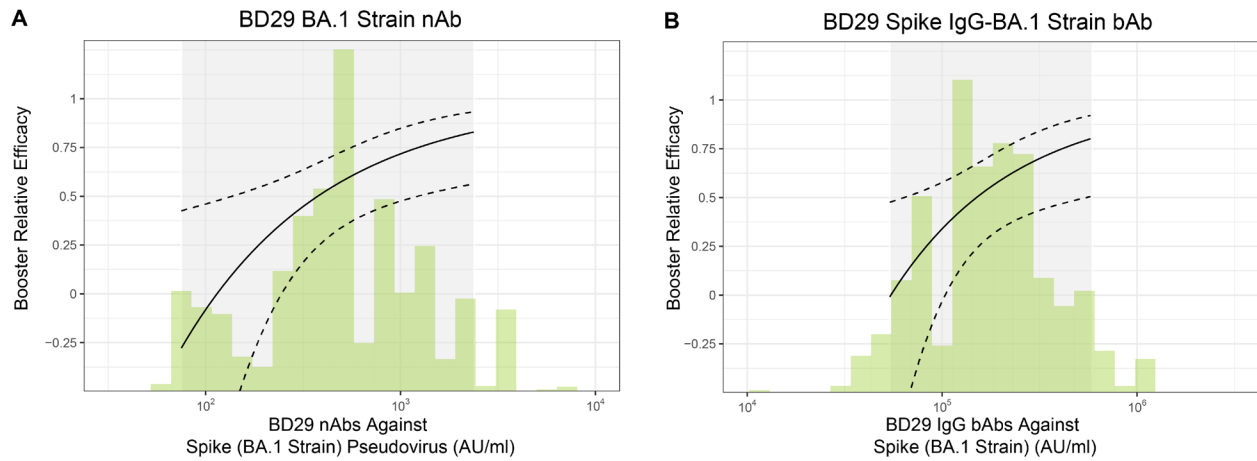 A
BD29 BA.1 Strain nAb
Booster Relative Efficacy
1
0.75
0.5
0.25
0
−0.25
10²
10³
10⁴
BD29 nAbs Against
Spike (BA.1 Strain) Pseudovirus (AU/ml)
B
BD29 Spike IgG-BA.1 Strain bAb
Booster Relative Efficacy
1
0.75
0.5
0.25
0
−0.25
10⁴
10⁵
10⁶
BD29 IgG bAbs Against
Spike (BA.1 Strain) (AU/ml)